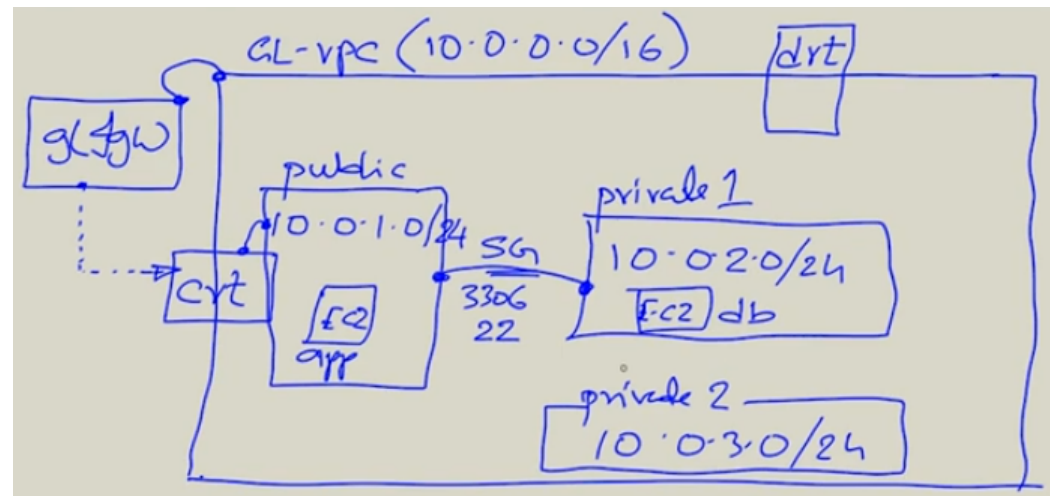 GL-vpc (10.0.0.0/16)
drt
public
private 1
10.0.1.0/24
SG
10.0.2.0/24
crt
EC2
3306
EC2 db
app
22
private 2
10.0.3.0/24